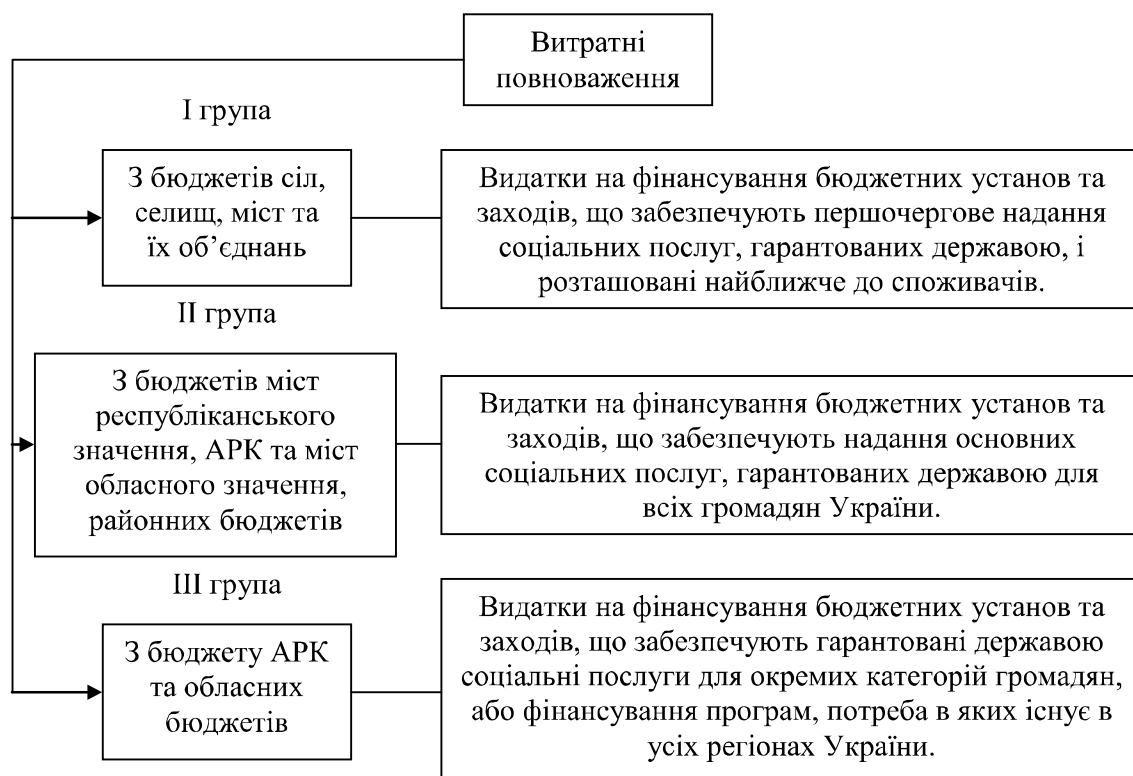 Витратні
повноваження
І група
З бюджетів сіл,
селищ, міст та
їх об’єднань
Видатки на фінансування бюджетних установ та
заходів, що забезпечують першочергове надання
соціальних послуг, гарантованих державою, і
розташовані найближче до споживачів.
ІІ група
З бюджетів міст
республіканського
значення, АРК та міст
обласного значення,
районних бюджетів
Видатки на фінансування бюджетних установ та
заходів, що забезпечують надання основних
соціальних послуг, гарантованих державою для
всіх громадян України.
ІІІ група
З бюджету АРК
та обласних
бюджетів
Видатки на фінансування бюджетних установ та
заходів, що забезпечують гарантовані державою
соціальні послуги для окремих категорій громадян,
або фінансування програм, потреба в яких існує в
усіх регіонах України.